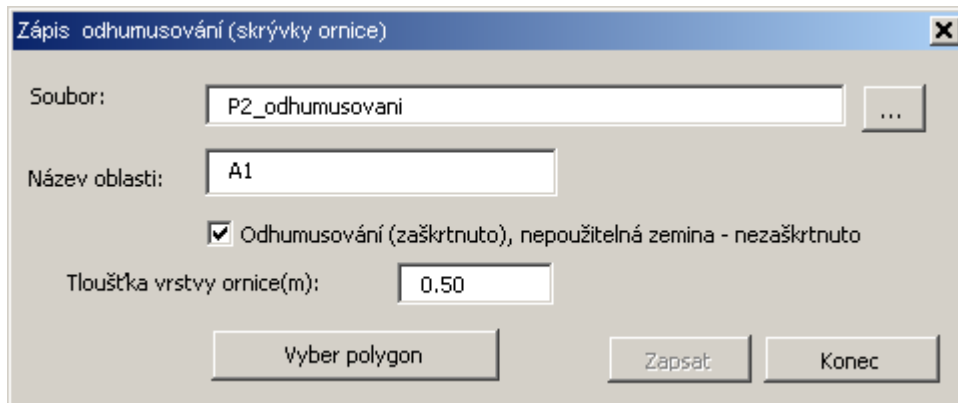 Zápis odhumusování (skrývky ornice)
Soubor: P2_odhumusovani ...
Název oblasti: A1
Odhumusování (zaškrtnuto), nepoužitelná zemina - nezaškrtnuto
Tloušťka vrstvy ornice(m): 0.50
Vyber polygon Zapsat Konec